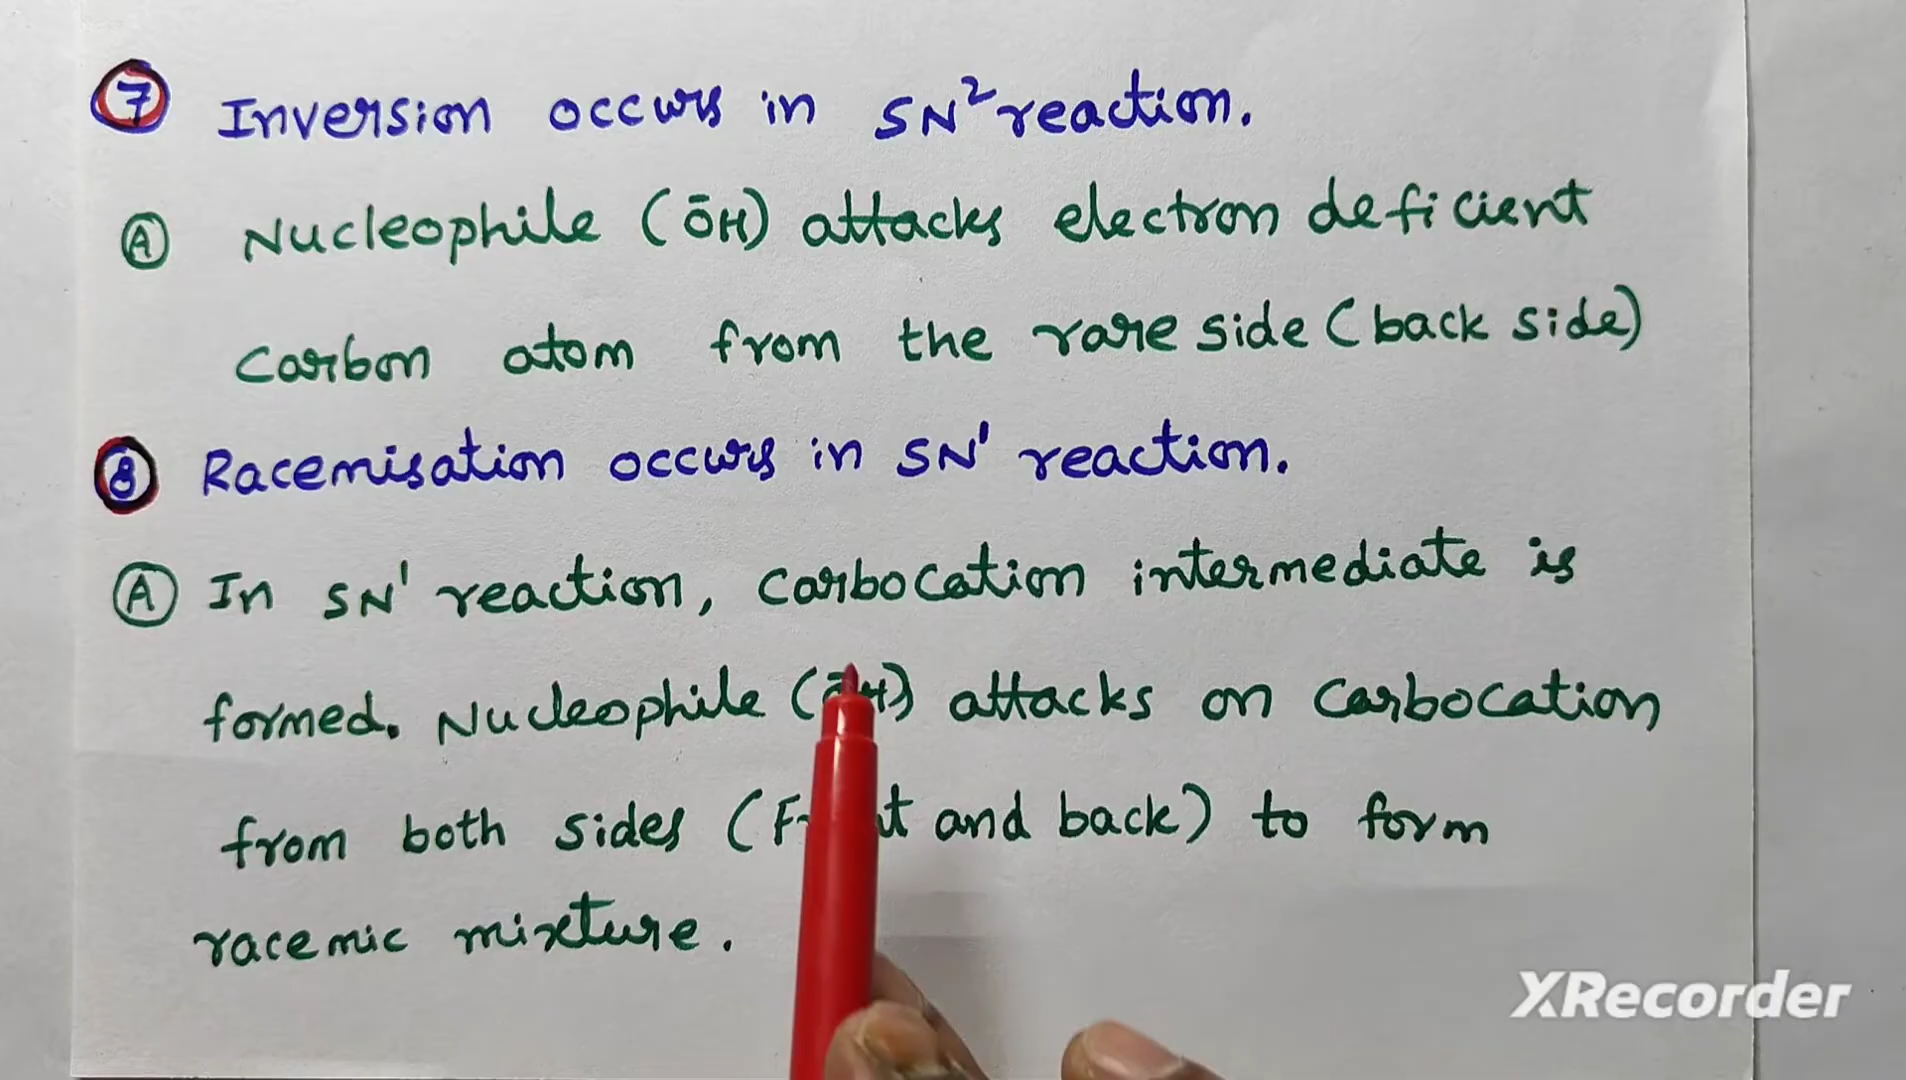 7 Inversion occurs in SN² reaction.
A Nucleophile (ŌH) attacks electron deficient
carbon atom from the rare side (back side)
8 Racemisation occurs in SN¹ reaction.
A In SN¹ reaction, carbocation intermediate is
formed. Nucleophile (ŌH) attacks on carbocation
from both sides (Front and back) to form
racemic mixture.
XRecorder